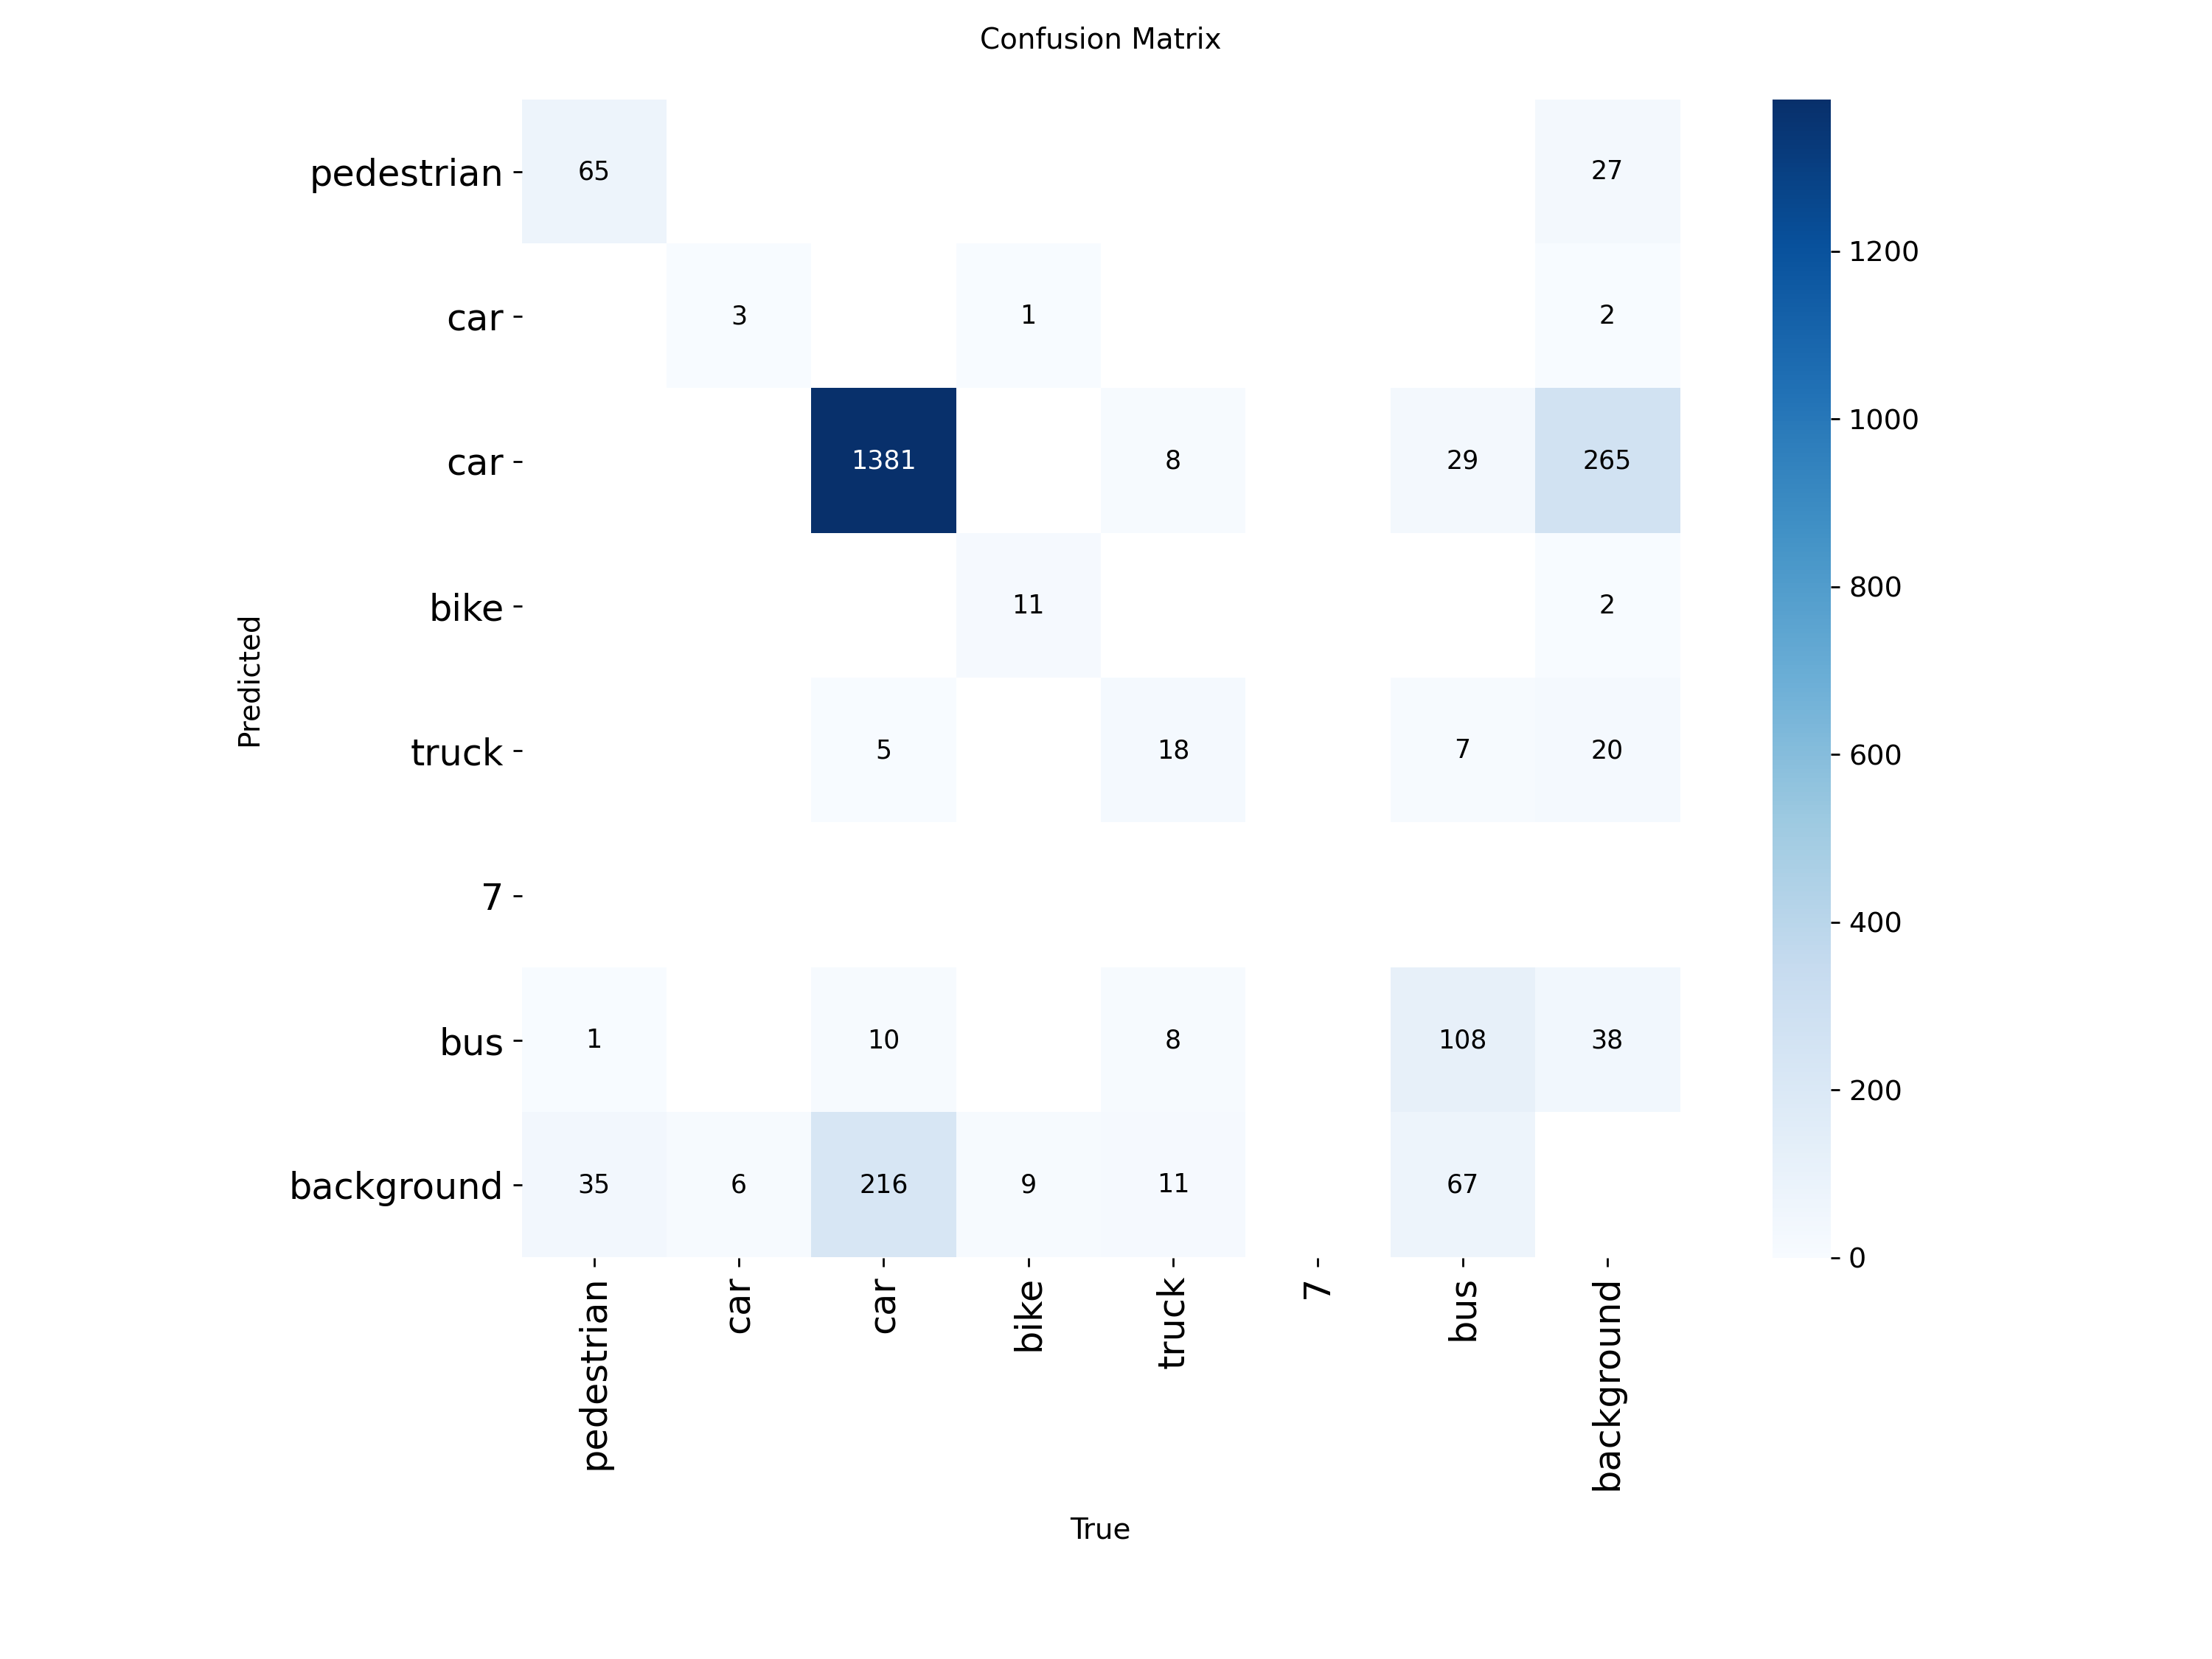 Confusion Matrix
pedestrian 65 27
car 3 1 2
car 1381 8 29 265
bike 11 2
truck 5 18 7 20
7
bus 1 10 8 108 38
background 35 6 216 9 11 67
pedestrian car car bike truck 7 bus background
True
Predicted
1200
1000
800
600
400
200
0